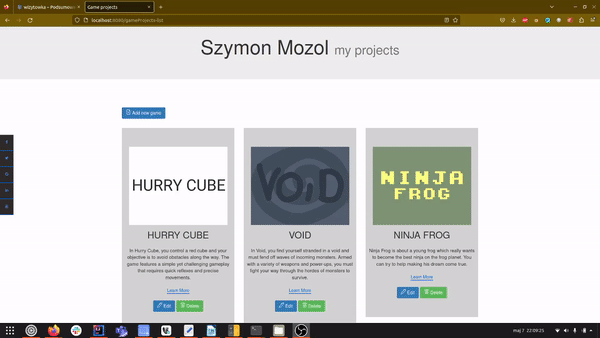 wizytówka – Podsumowa
Game projects
localhost:8080/gameProjects-list
Szymon Mozol my projects
Add new game
HURRY CUBE
VOID
NINJA
FROG
HURRY CUBE
In Hurry Cube, you control a red cube and your
objective is to avoid obstacles along the way. The
game features a simple yet challenging gameplay
that requires quick reflexes and precise
movements.
Learn More
Edit
Delete
VOID
In Void, you find yourself stranded in a void and
must fend off waves of incoming monsters. Armed
with a variety of weapons and power-ups, you must
fight your way through the hordes of monsters to
survive.
Learn More
Edit
Delete
NINJA FROG
Ninja Frog is about a young frog which really wants
to become the best ninja on the frog planet. You
can try to help making his dream come true.
Learn More
Edit
Delete
maj 7 22:09:25